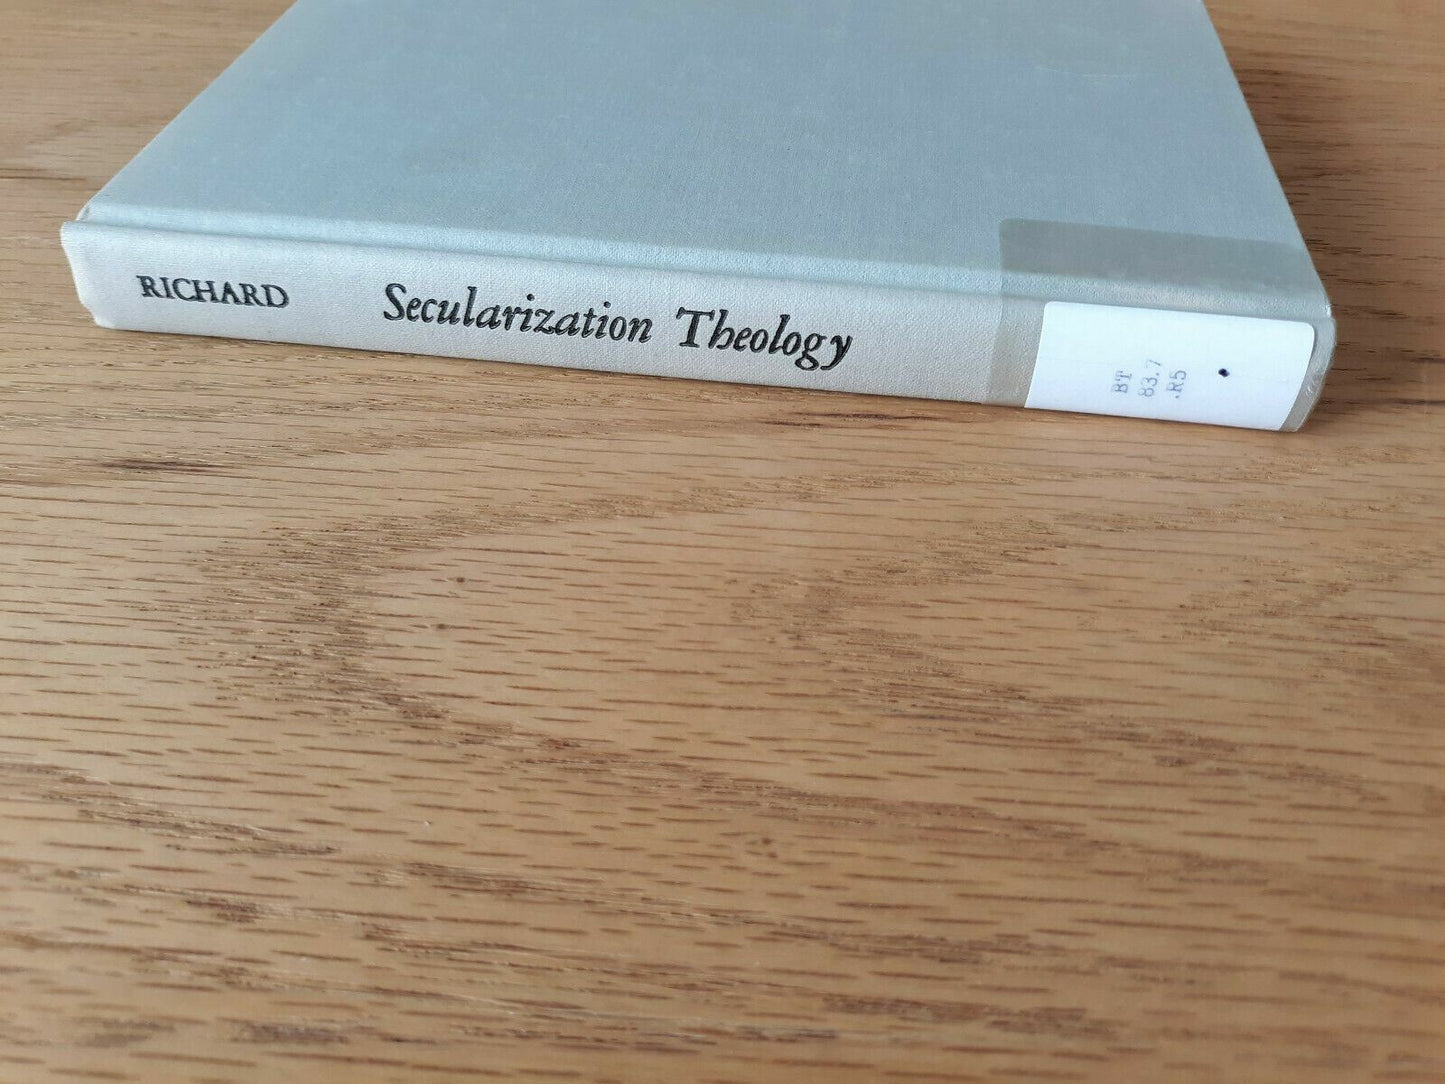 RICHARD Secularization Theology
BT
83.7
.R5